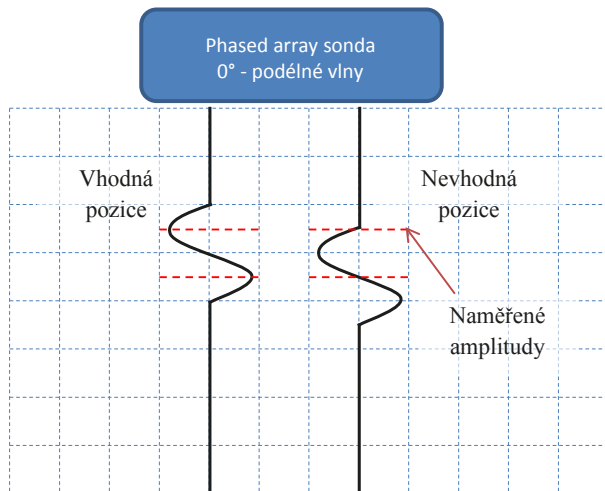 Phased array sonda
0° - podélné vlny
Vhodná
pozice
Nevhodná
pozice
Naměřené
amplitudy